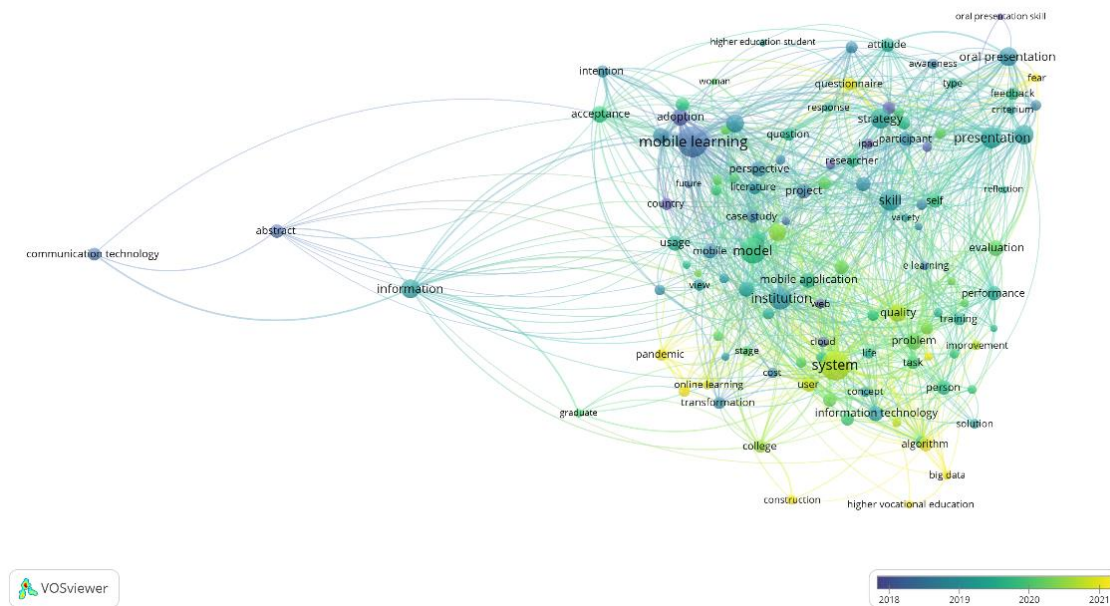 oral presentation skill
higher education student
attitude
oral presentation
awareness
intention
fear
woman
questionnaire
type
feedback
response
criterium
acceptance
adoption
strategy
question
participant
presentation
mobile learning
ipad
researcher
perspective
future
literature
project
reflection
skill
self
country
case study
variety
abstract
usage
mobile
model
evaluation
communication technology
e learning
view
mobile application
information
institution
web
performance
quality
training
cloud
problem
improvement
pandemic
stage
life
system
task
cost
online learning
user
concept
person
transformation
graduate
information technology
solution
college
algorithm
big data
construction
higher vocational education
VOSviewer
2018 2019 2020 2021